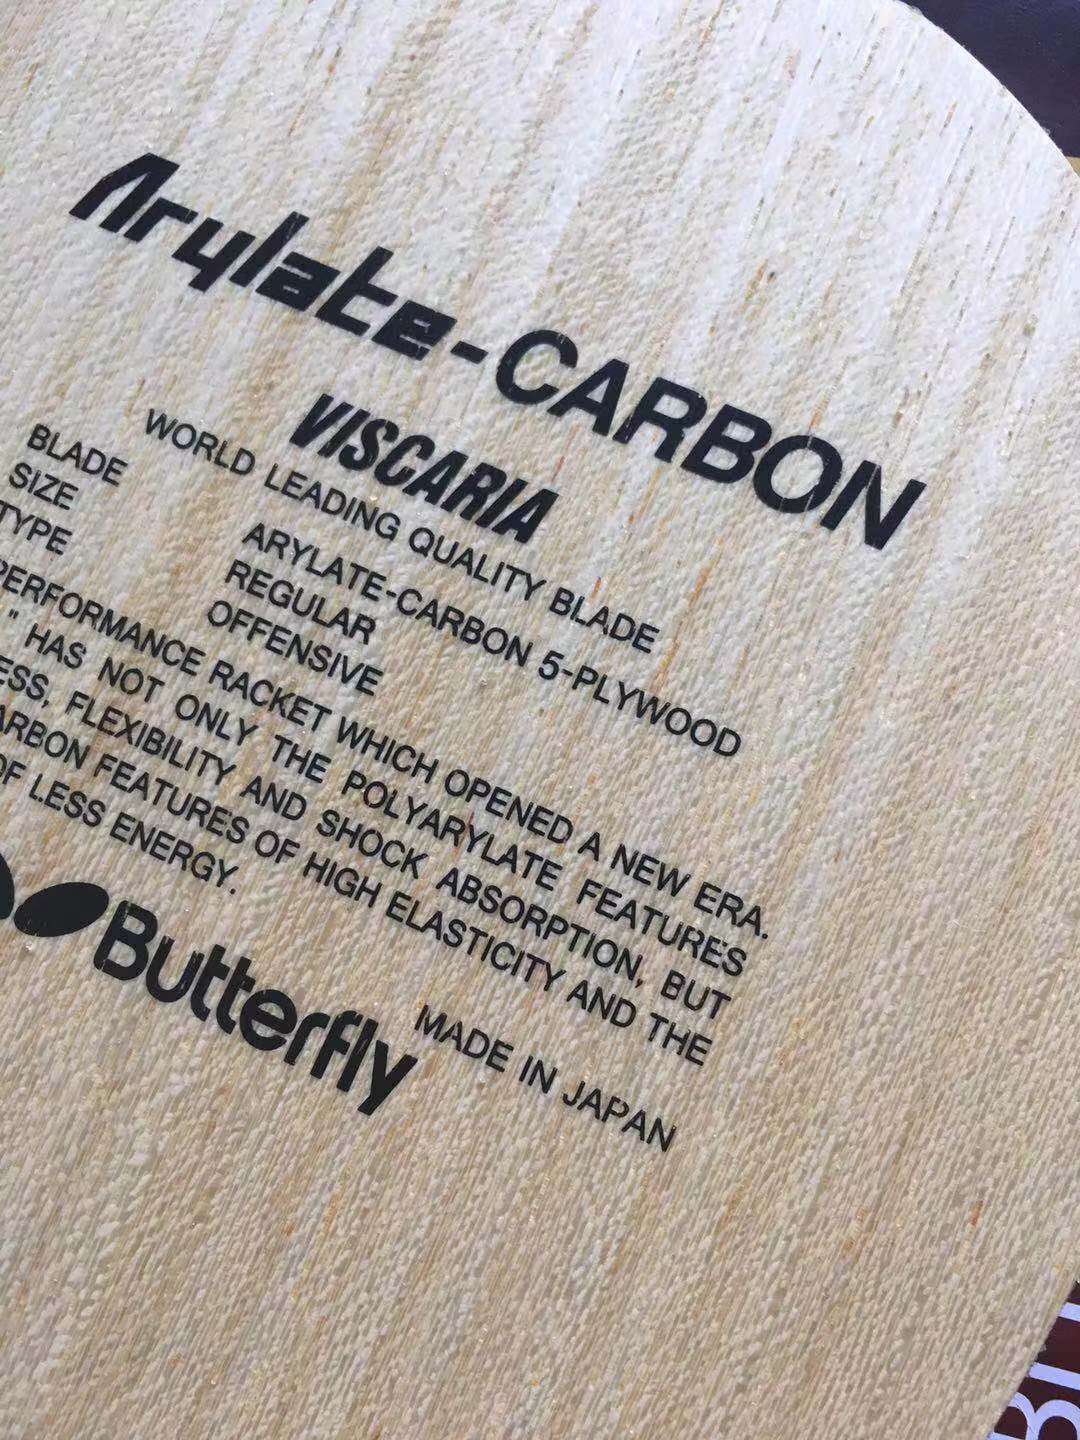 Arylate-CARBON
VISCARIA
WORLD LEADING QUALITY BLADE
BLADE ARYLATE-CARBON 5-PLYWOOD
SIZE REGULAR
TYPE OFFENSIVE
PERFORMANCE RACKET WHICH OPENED A NEW ERA.
" HAS NOT ONLY THE POLYARYLATE FEATURES
ESS, FLEXIBILITY AND SHOCK ABSORPTION, BUT
ARBON FEATURES OF HIGH ELASTICITY AND THE
OF LESS ENERGY.
Butterfly
MADE IN JAPAN